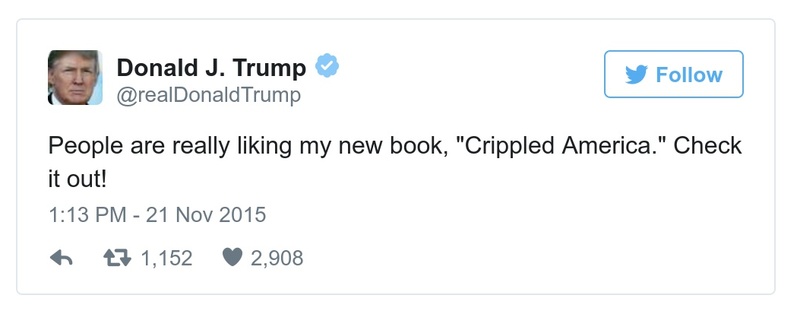 Donald J. Trump
@realDonaldTrump
Follow
People are really liking my new book, "Crippled America." Check
it out!
1:13 PM - 21 Nov 2015
1,152 2,908